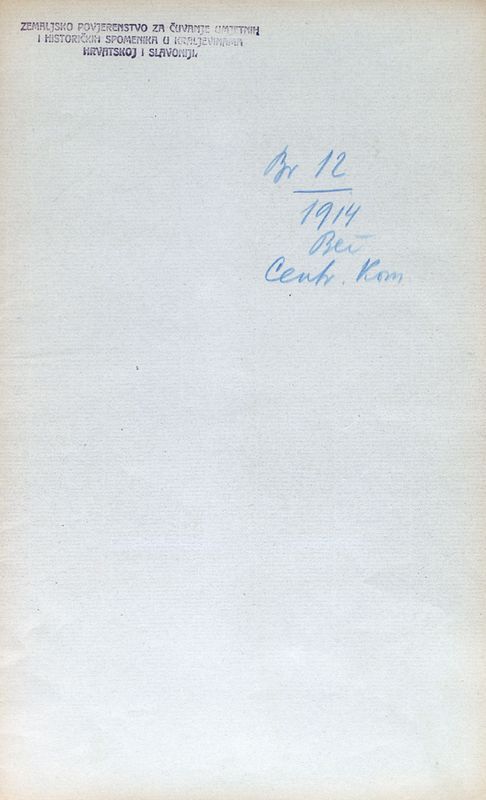 ZEMALJSKO POVJERENSTVO ZA ČUVANJE UMJETNIH
I HISTORIČKIH SPOMENIKA U KRALJEVINAMA
HRVATSKOJ I SLAVONIJI.
Br 12
1914
Beč
Centr. Kom